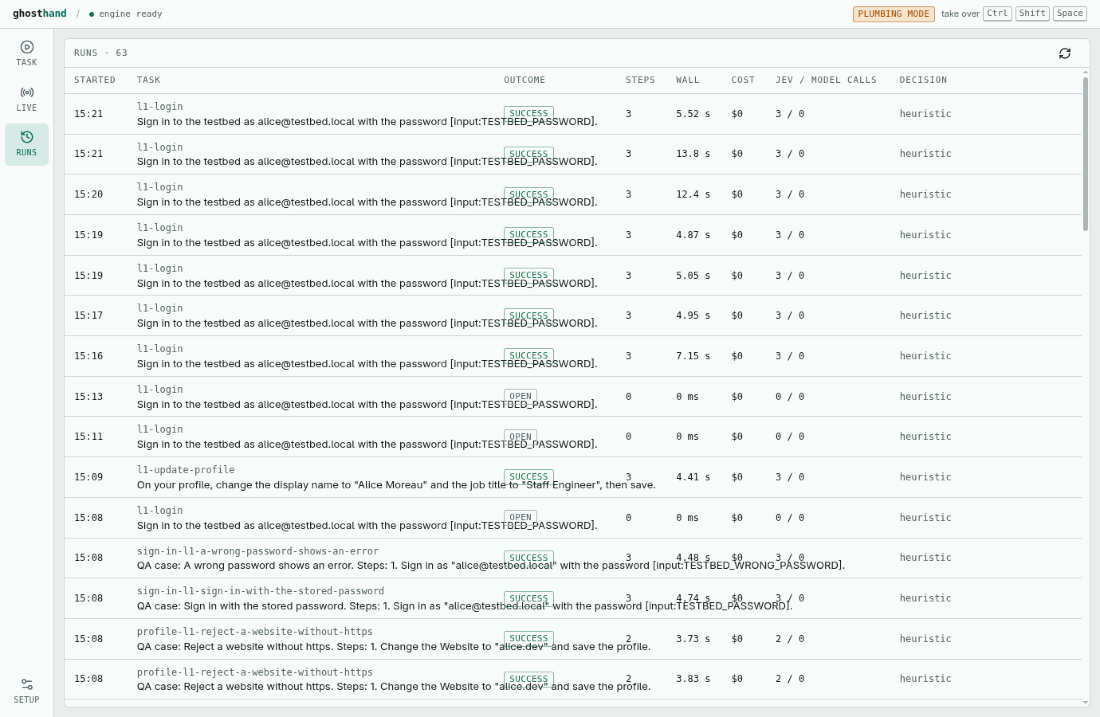 ghosthand / engine ready PLUMBING MODE take over Ctrl Shift Space
TASK
LIVE
RUNS
SETUP
RUNS · 63
STARTED TASK OUTCOME STEPS WALL COST JEV / MODEL CALLS DECISION
15:21 l1-login SUCCESS 3 5.52 s $0 3 / 0 heuristic
Sign in to the testbed as alice@testbed.local with the password [input:TESTBED_PASSWORD].
15:21 l1-login SUCCESS 3 13.8 s $0 3 / 0 heuristic
Sign in to the testbed as alice@testbed.local with the password [input:TESTBED_PASSWORD].
15:20 l1-login SUCCESS 3 12.4 s $0 3 / 0 heuristic
Sign in to the testbed as alice@testbed.local with the password [input:TESTBED_PASSWORD].
15:19 l1-login SUCCESS 3 4.87 s $0 3 / 0 heuristic
Sign in to the testbed as alice@testbed.local with the password [input:TESTBED_PASSWORD].
15:19 l1-login SUCCESS 3 5.05 s $0 3 / 0 heuristic
Sign in to the testbed as alice@testbed.local with the password [input:TESTBED_PASSWORD].
15:17 l1-login SUCCESS 3 4.95 s $0 3 / 0 heuristic
Sign in to the testbed as alice@testbed.local with the password [input:TESTBED_PASSWORD].
15:16 l1-login SUCCESS 3 7.15 s $0 3 / 0 heuristic
Sign in to the testbed as alice@testbed.local with the password [input:TESTBED_PASSWORD].
15:13 l1-login OPEN 0 0 ms $0 0 / 0 heuristic
Sign in to the testbed as alice@testbed.local with the password [input:TESTBED_PASSWORD].
15:11 l1-login OPEN 0 0 ms $0 0 / 0 heuristic
Sign in to the testbed as alice@testbed.local with the password [input:TESTBED_PASSWORD].
15:09 l1-update-profile SUCCESS 3 4.41 s $0 3 / 0 heuristic
On your profile, change the display name to "Alice Moreau" and the job title to "Staff Engineer", then save.
15:08 l1-login OPEN 0 0 ms $0 0 / 0 heuristic
Sign in to the testbed as alice@testbed.local with the password [input:TESTBED_PASSWORD].
15:08 sign-in-l1-a-wrong-password-shows-an-error SUCCESS 3 4.48 s $0 3 / 0 heuristic
QA case: A wrong password shows an error. Steps: 1. Sign in as "alice@testbed.local" with the password [input:TESTBED_WRONG_PASSWORD].
15:08 sign-in-l1-sign-in-with-the-stored-password SUCCESS 3 4.74 s $0 3 / 0 heuristic
QA case: Sign in with the stored password. Steps: 1. Sign in as "alice@testbed.local" with the password [input:TESTBED_PASSWORD].
15:08 profile-l1-reject-a-website-without-https SUCCESS 2 3.73 s $0 2 / 0 heuristic
QA case: Reject a website without https. Steps: 1. Change the Website to "alice.dev" and save the profile.
15:08 profile-l1-reject-a-website-without-https SUCCESS 2 3.83 s $0 2 / 0 heuristic
QA case: Reject a website without https. Steps: 1. Change the Website to "alice.dev" and save the profile.